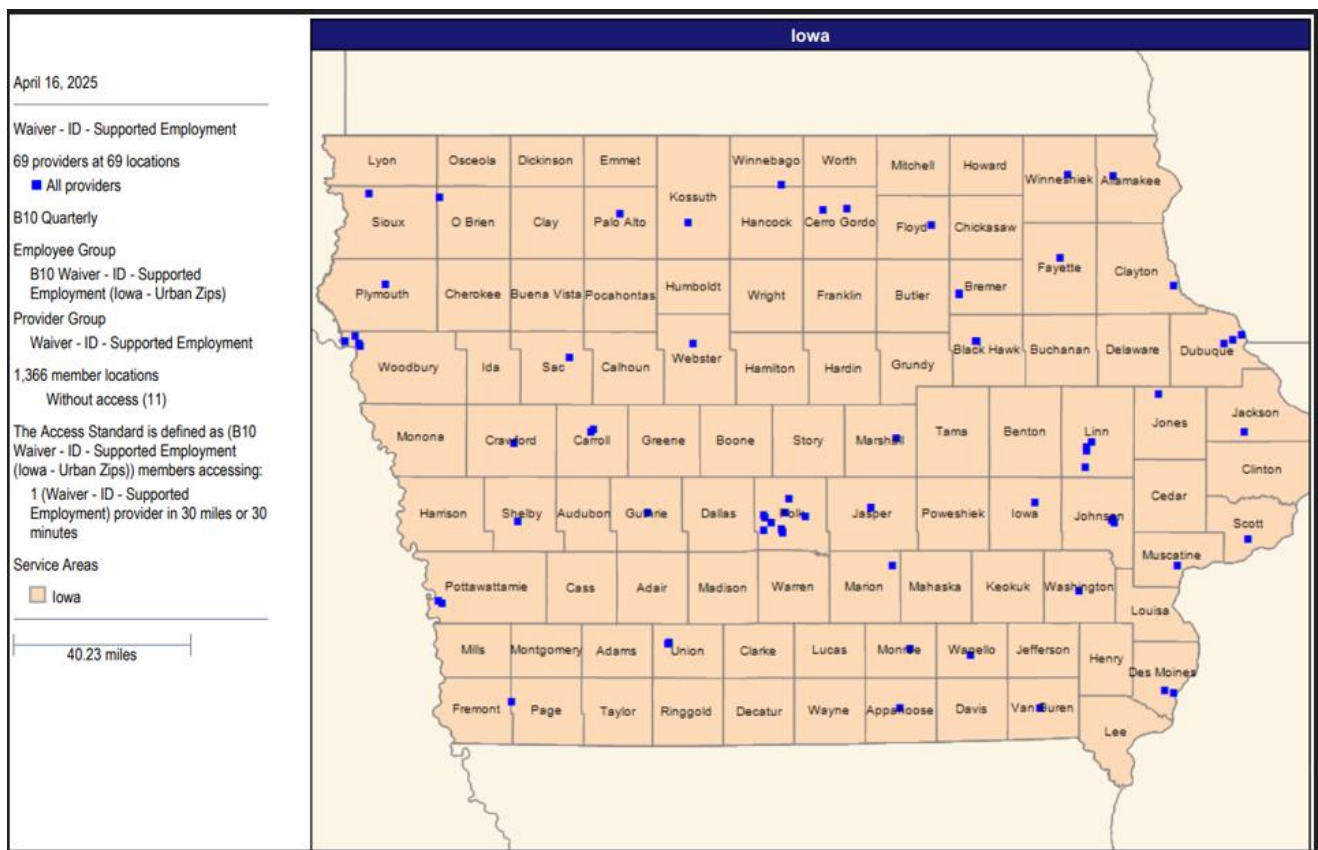 Iowa
April 16, 2025
Waiver - ID - Supported Employment
69 providers at 69 locations
All providers
B10 Quarterly
Employee Group
B10 Waiver - ID - Supported
Employment (Iowa - Urban Zips)
Provider Group
Waiver - ID - Supported Employment
1,366 member locations
Without access (11)
The Access Standard is defined as (B10
Waiver - ID - Supported Employment
(Iowa - Urban Zips)) members accessing:
1 (Waiver - ID - Supported
Employment) provider in 30 miles or 30
minutes
Service Areas
Iowa
40.23 miles
Lyon Osceola Dickinson Emmet Winnebago Worth Mitchell Howard
Winneshiek Allamakee
Kossuth
Sioux O Brien Clay Palo Alto Hancock Cerro Gordo Floyd Chickasaw
Fayette Clayton
Plymouth Cherokee Buena Vista Pocahontas Humboldt Wright Franklin Butler Bremer
Woodbury Ida Sac Calhoun Webster Hamilton Hardin Grundy Black Hawk Buchanan Delaware Dubuque
Jones Jackson
Monona Crawford Carroll Greene Boone Story Marshall Tama Benton Linn
Clinton
Cedar
Harrison Shelby Audubon Guthrie Dallas Polk Jasper Poweshiek Iowa Johnson
Scott
Muscatine
Pottawattamie Cass Adair Madison Warren Marion Mahaska Keokuk Washington
Louisa
Mills Montgomery Adams Union Clarke Lucas Monroe Wapello Jefferson Henry
Des Moines
Fremont Page Taylor Ringgold Decatur Wayne Appanoose Davis Van Buren
Lee